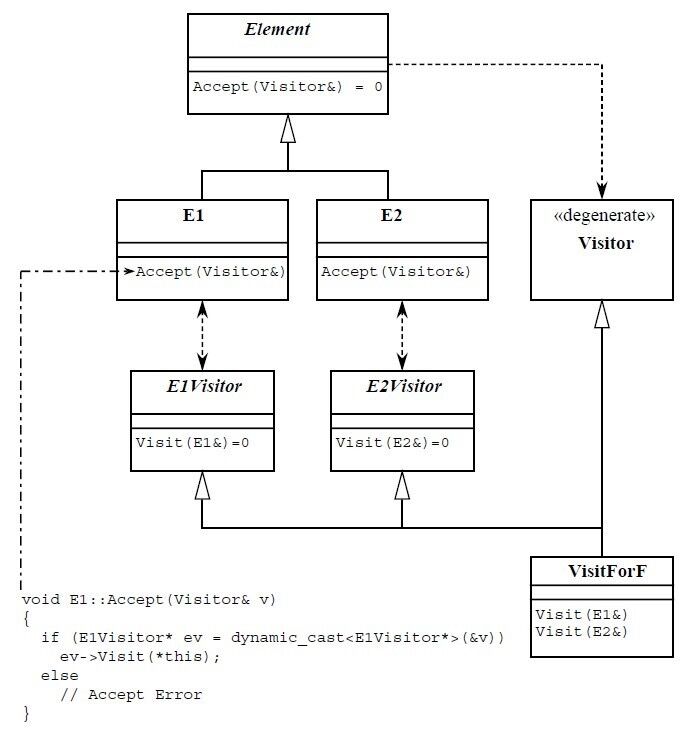 Element
Accept(Visitor&) = 0
E1
Accept(Visitor&)
E2
Accept(Visitor&)
«degenerate»
Visitor
E1Visitor
Visit(E1&)=0
E2Visitor
Visit(E2&)=0
VisitForF
Visit(E1&)
Visit(E2&)
void E1::Accept(Visitor& v)
{
  if (E1Visitor* ev = dynamic_cast<E1Visitor*>(&v))
    ev->Visit(*this);
  else
    // Accept Error
}